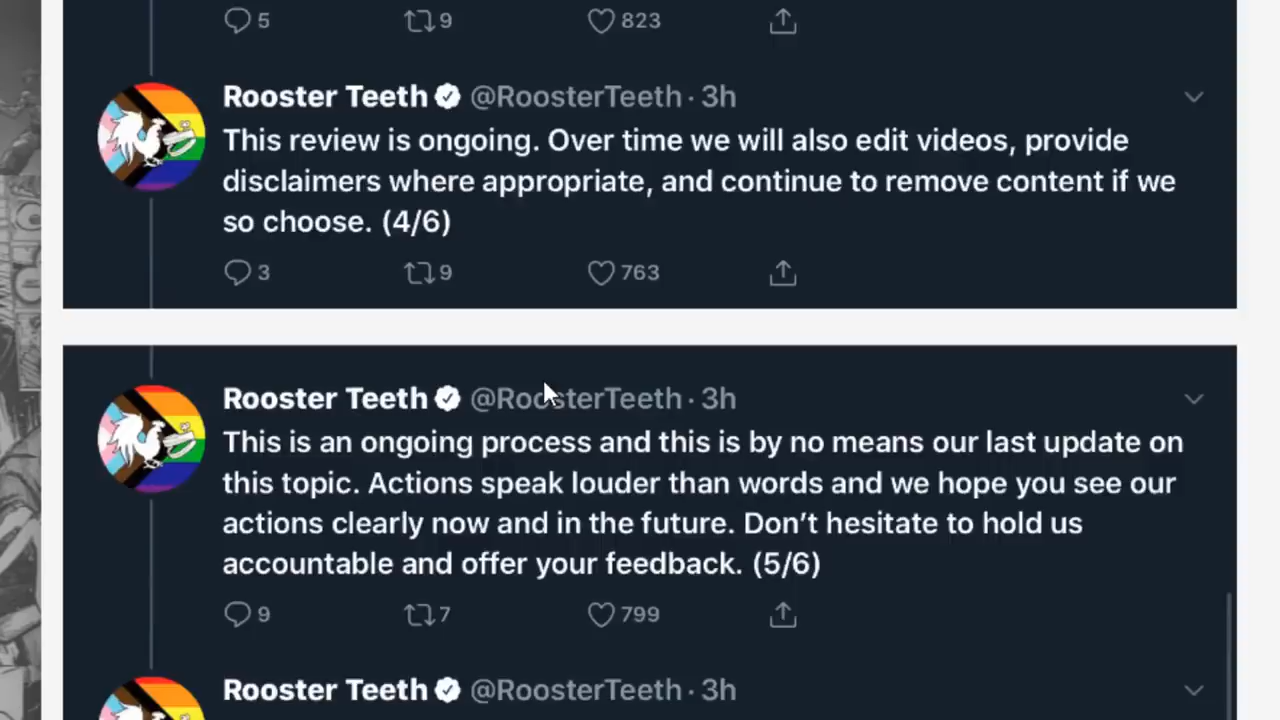 5 9 823
Rooster Teeth @RoosterTeeth · 3h
This review is ongoing. Over time we will also edit videos, provide
disclaimers where appropriate, and continue to remove content if we
so choose. (4/6)
3 9 763
Rooster Teeth @RoosterTeeth · 3h
This is an ongoing process and this is by no means our last update on
this topic. Actions speak louder than words and we hope you see our
actions clearly now and in the future. Don’t hesitate to hold us
accountable and offer your feedback. (5/6)
9 7 799
Rooster Teeth @RoosterTeeth · 3h